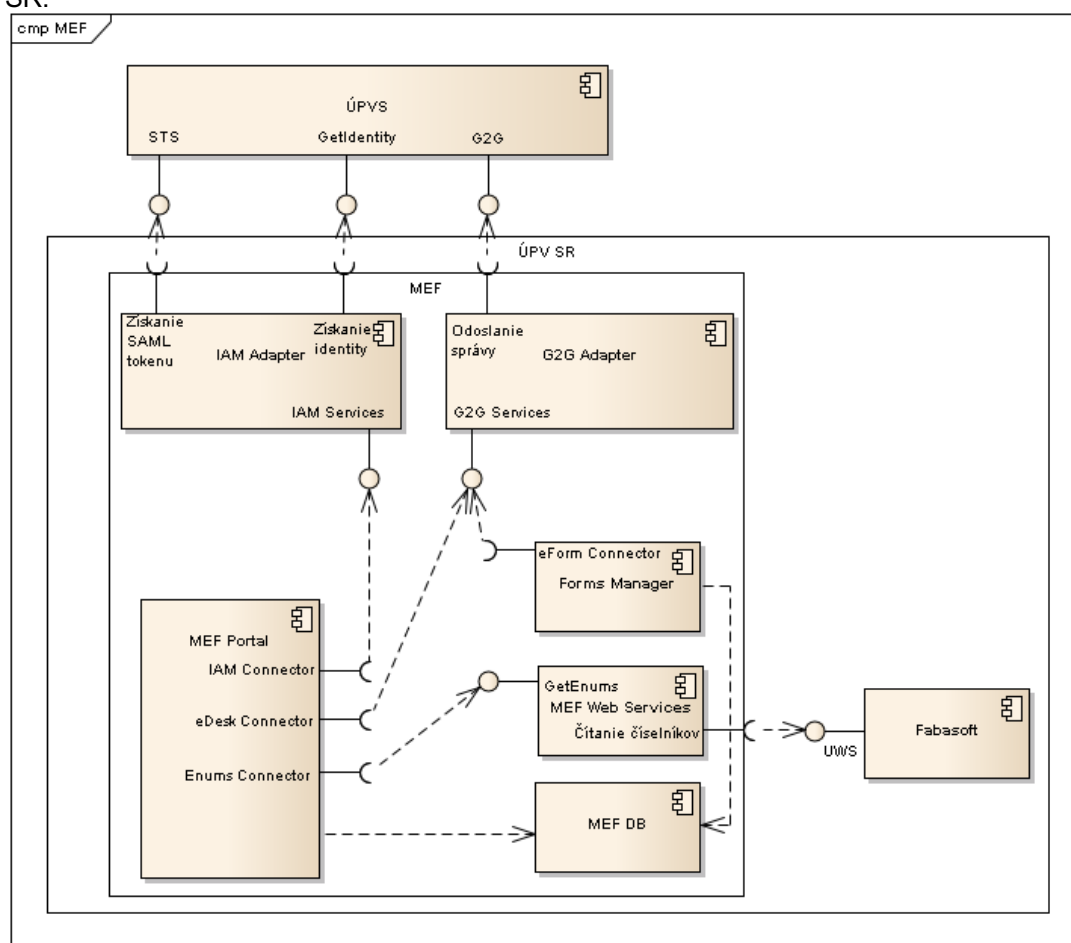 SR.
cmp MEF
ÚPVS
STS
GetIdentity
G2G
ÚPV SR
MEF
Získanie
SAML
tokenu
IAM Adapter
Získanie
identity
IAM Services
Odoslanie
správy
G2G Adapter
G2G Services
eForm Connector
Forms Manager
MEF Portal
IAM Connector
eDesk Connector
Enums Connector
GetEnums
MEF Web Services
Čítanie číselníkov
UWS
Fabasoft
MEF DB